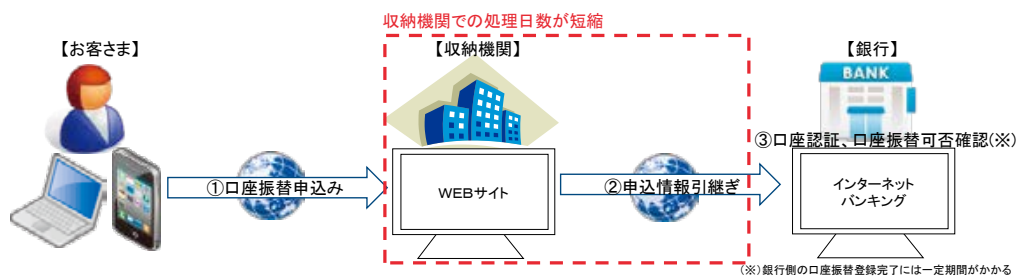 収納機関での処理日数が短縮
【お客さま】
【収納機関】
【銀行】
BANK
③口座認証、口座振替可否確認(※)
①口座振替申込み
WEBサイト
②申込情報引継ぎ
インターネット
バンキング
(※)銀行側の口座振替登録完了には一定期間がかかる